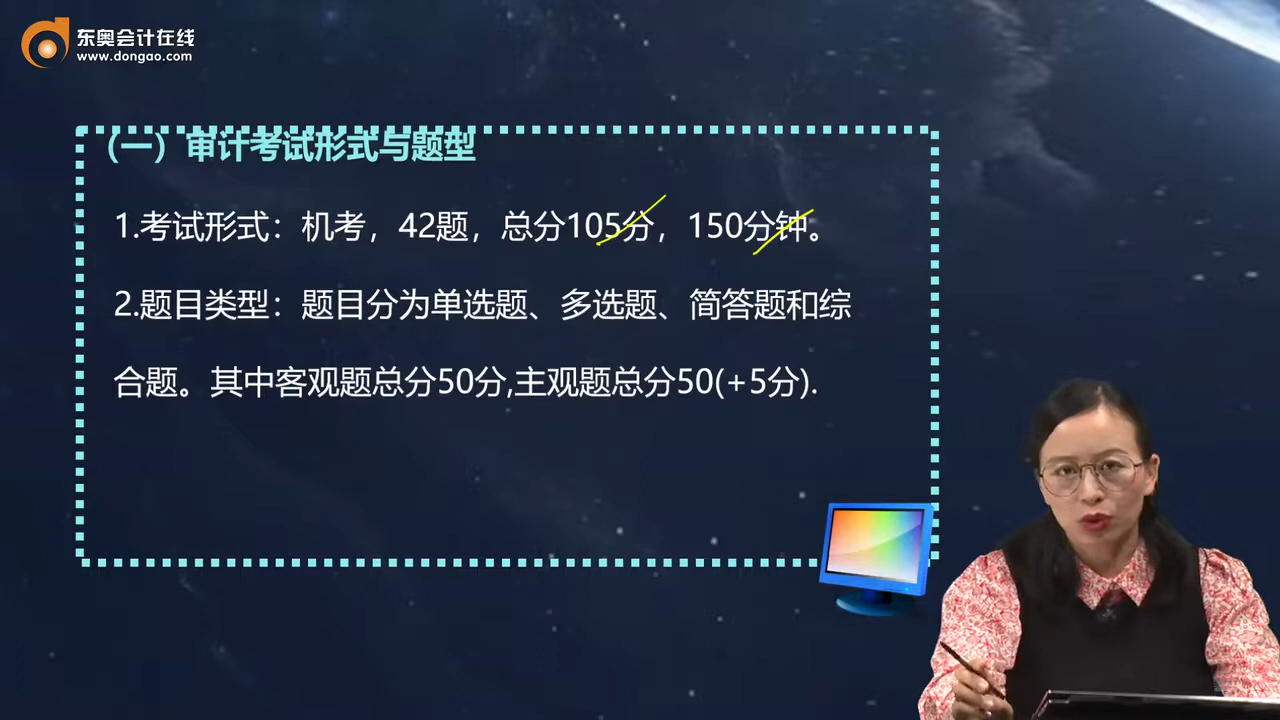 东奥会计在线
www.dongao.com
（一）审计考试形式与题型
1.考试形式：机考，42题，总分105分，150分钟。
2.题目类型：题目分为单选题、多选题、简答题和综
合题。其中客观题总分50分,主观题总分50(+5分).